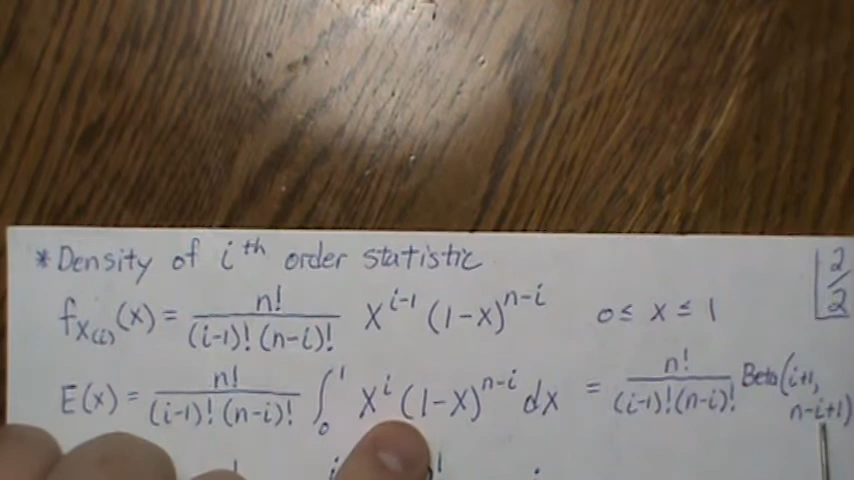 *Density of i^th order statistic
f_X(i)(x) = n! / (i-1)! (n-i)! x^i-1 (1-x)^n-i 0 ≤ x ≤ 1
2/2
E(x) = n! / (i-1)! (n-i)! ∫_0^1 x^i (1-x)^n-i dx = n! / (i-1)! (n-i)! Beta(i+1,
n-i+1)